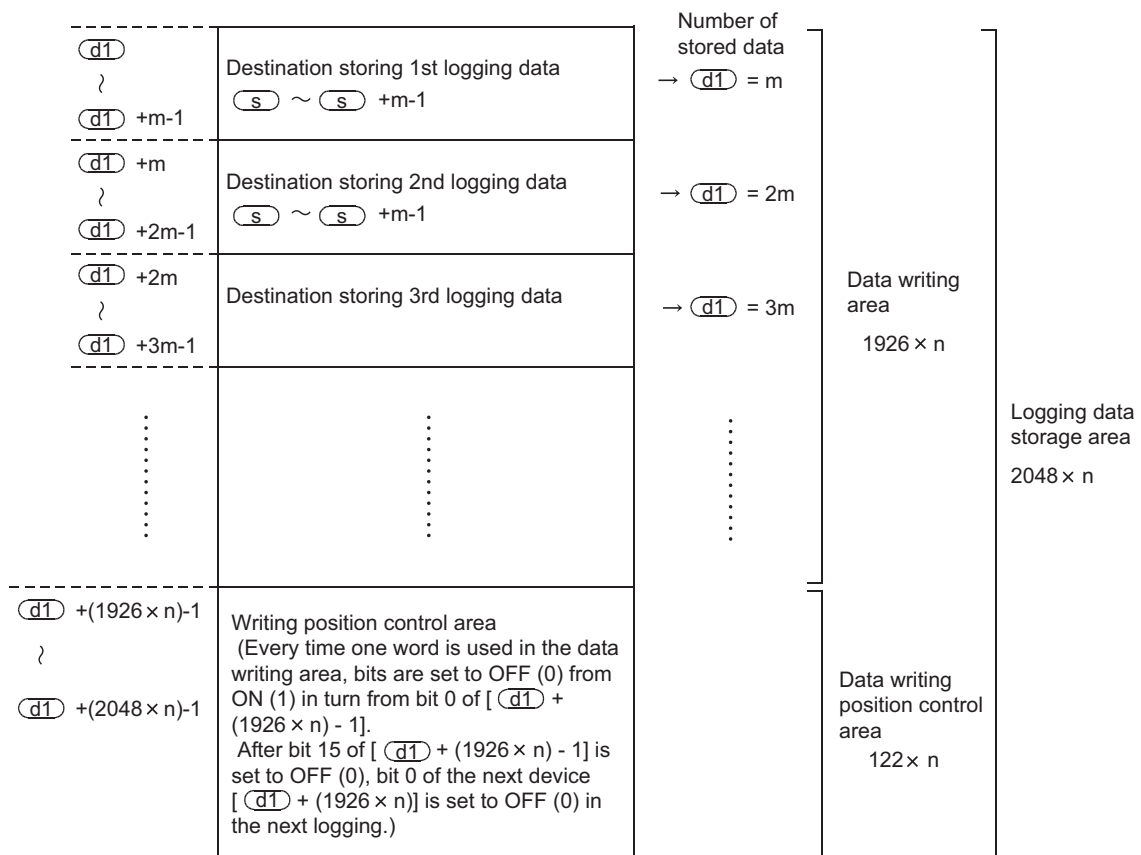 Number of
stored data
d1
~
d1 +m-1
Destination storing 1st logging data
s ~ s +m-1
→ d1 = m
d1 +m
~
d1 +2m-1
Destination storing 2nd logging data
s ~ s +m-1
→ d1 = 2m
d1 +2m
~
d1 +3m-1
Destination storing 3rd logging data
→ d1 = 3m
Data writing
area
1926 × n
Logging data
storage area
2048 × n
d1 +(1926 × n)-1
~
d1 +(2048 × n)-1
Writing position control area
(Every time one word is used in the data
writing area, bits are set to OFF (0) from
ON (1) in turn from bit 0 of [ d1 +
(1926 × n) - 1].
After bit 15 of [ d1 + (1926 × n) - 1] is
set to OFF (0), bit 0 of the next device
[ d1 + (1926 × n)] is set to OFF (0) in
the next logging.)
Data writing
position control
area
122× n